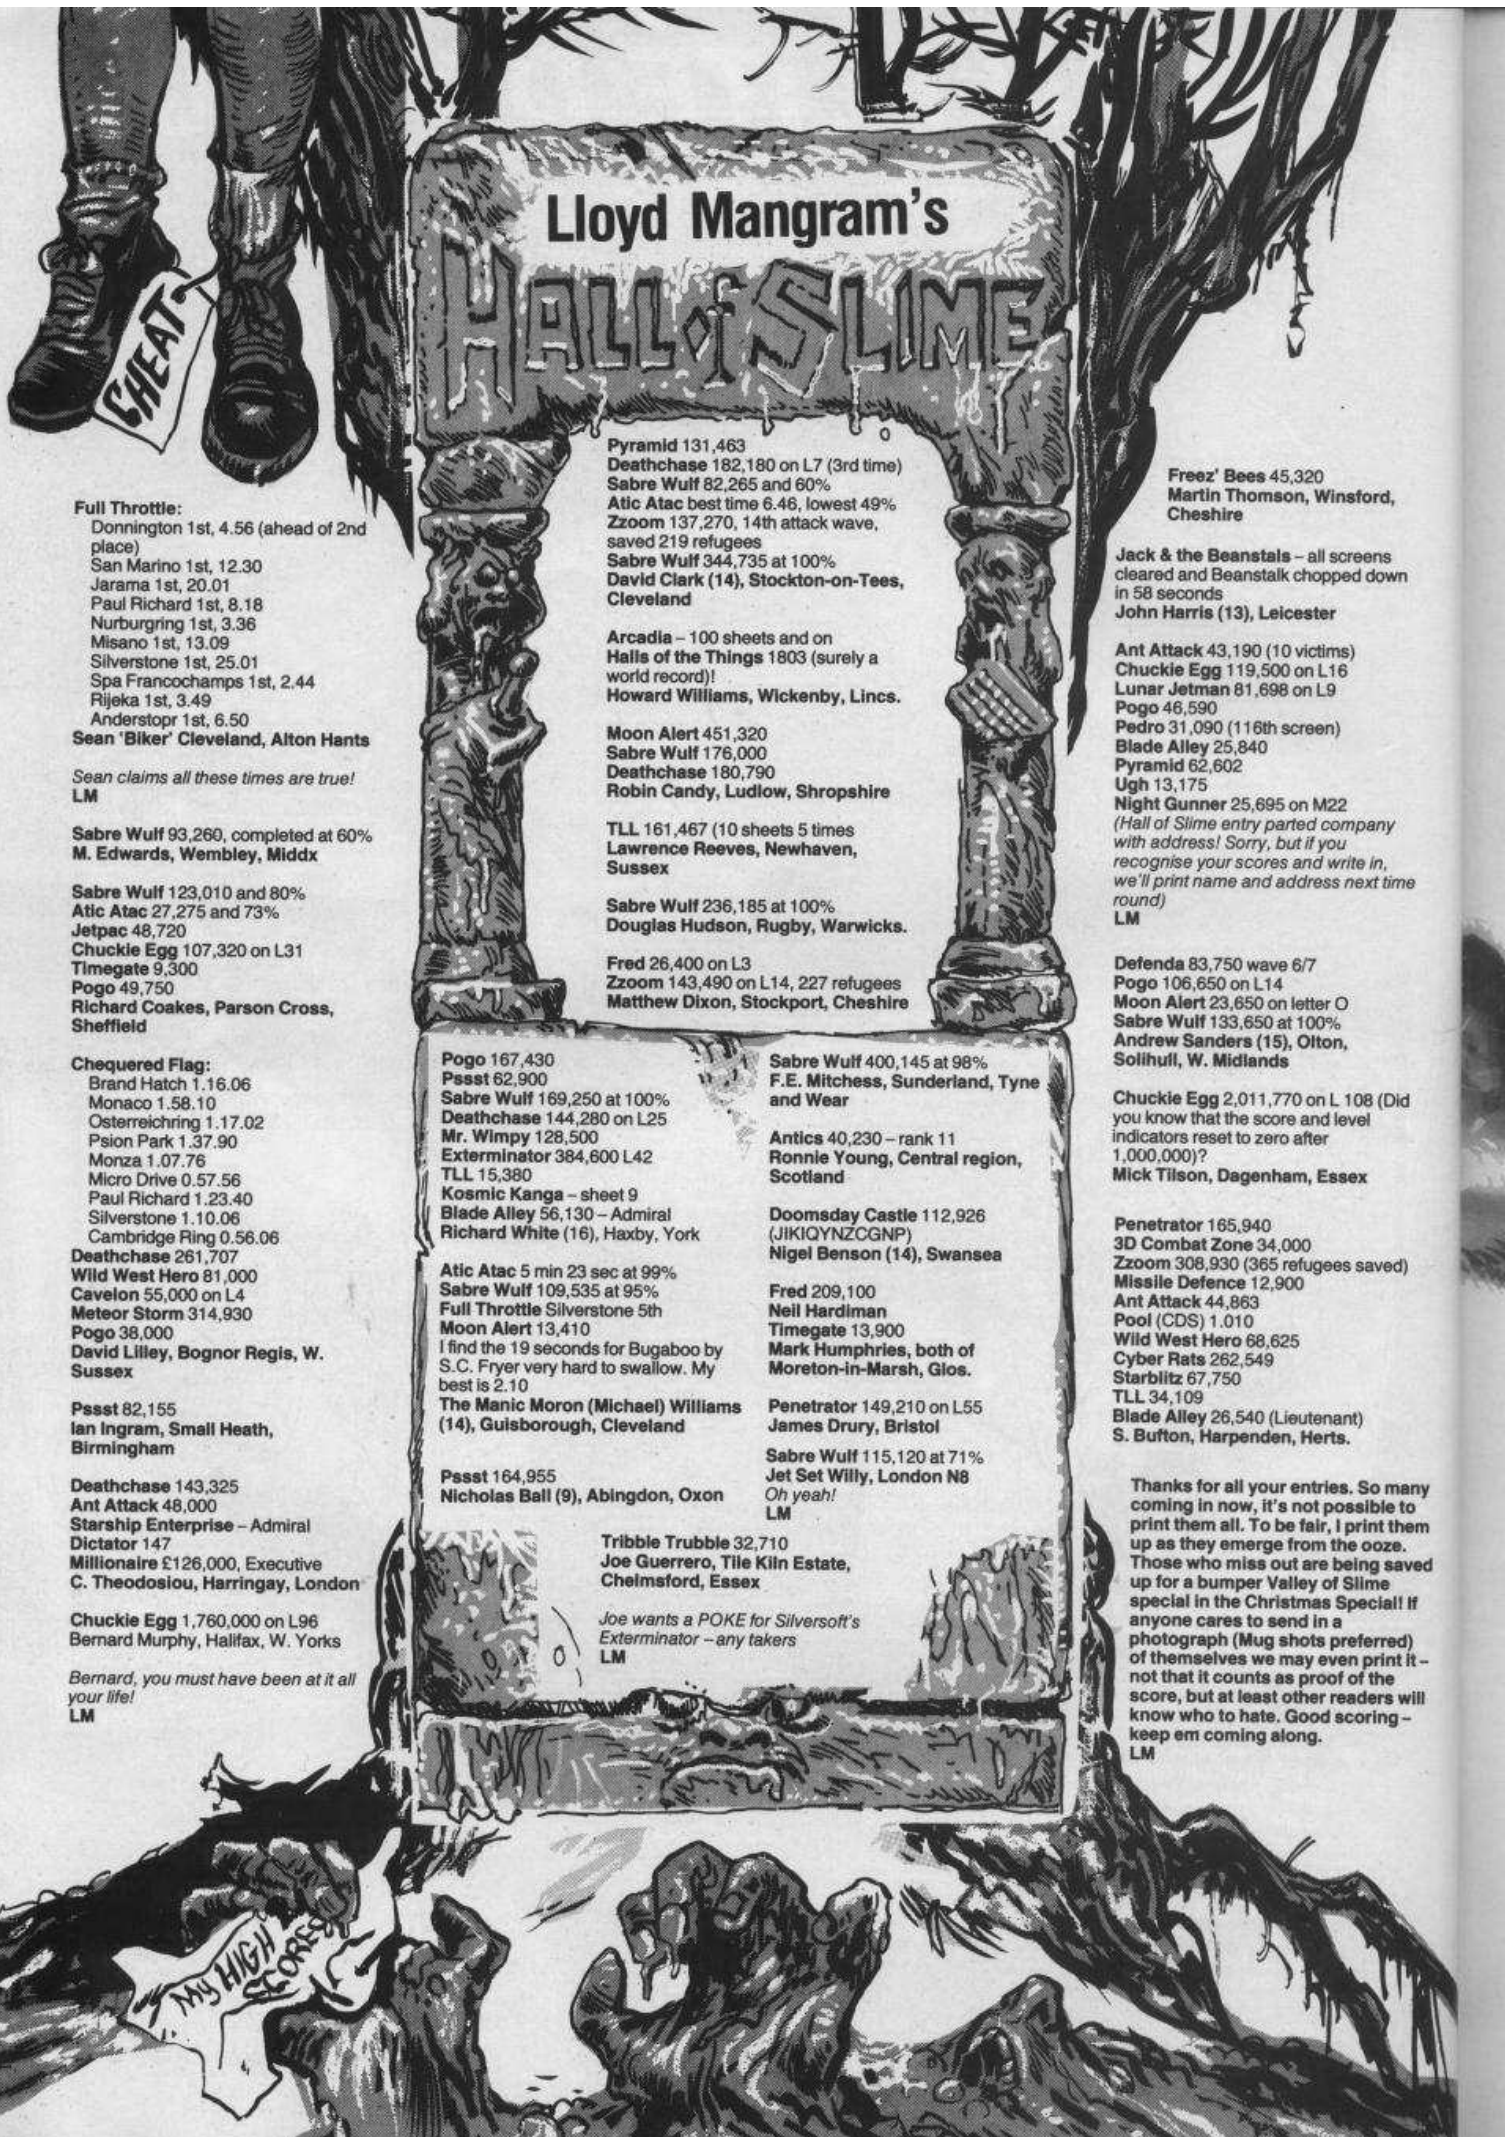 Lloyd Mangram's
HALL of SLIME
CHEAT
Full Throttle:
Donnington 1st, 4.56 (ahead of 2nd
place)
San Marino 1st, 12.30
Jarama 1st, 20.01
Paul Richard 1st, 8.18
Nurburgring 1st, 3.36
Misano 1st, 13.09
Silverstone 1st, 25.01
Spa Francochamps 1st, 2.44
Rijeka 1st, 3.49
Anderstopr 1st, 6.50
Sean 'Biker' Cleveland, Alton Hants
Sean claims all these times are true!
LM
Sabre Wulf 93,260, completed at 60%
M. Edwards, Wembley, Middx
Sabre Wulf 123,010 and 80%
Atic Atac 27,275 and 73%
Jetpac 48,720
Chuckie Egg 107,320 on L31
Timegate 9,300
Pogo 49,750
Richard Coakes, Parson Cross,
Sheffield
Chequered Flag:
Brand Hatch 1.16.06
Monaco 1.58.10
Osterreichring 1.17.02
Psion Park 1.37.90
Monza 1.07.76
Micro Drive 0.57.56
Paul Richard 1.23.40
Silverstone 1.10.06
Cambridge Ring 0.56.06
Deathchase 261,707
Wild West Hero 81,000
Cavelon 55,000 on L4
Meteor Storm 314,930
Pogo 38,000
David Lilley, Bognor Regis, W.
Sussex
Pssst 82,155
Ian Ingram, Small Heath,
Birmingham
Deathchase 143,325
Ant Attack 48,000
Starship Enterprise – Admiral
Dictator 147
Millionaire £126,000, Executive
C. Theodosiou, Harringay, London
Chuckie Egg 1,760,000 on L96
Bernard Murphy, Halifax, W. Yorks
Bernard, you must have been at it all
your life!
LM
Pyramid 131,463
Deathchase 182,180 on L7 (3rd time)
Sabre Wulf 82,265 and 60%
Atic Atac best time 6.46, lowest 49%
Zzoom 137,270, 14th attack wave,
saved 219 refugees
Sabre Wulf 344,735 at 100%
David Clark (14), Stockton-on-Tees,
Cleveland
Arcadia – 100 sheets and on
Halls of the Things 1803 (surely a
world record)!
Howard Williams, Wickenby, Lincs.
Moon Alert 451,320
Sabre Wulf 176,000
Deathchase 180,790
Robin Candy, Ludlow, Shropshire
TLL 161,467 (10 sheets 5 times
Lawrence Reeves, Newhaven,
Sussex
Sabre Wulf 236,185 at 100%
Douglas Hudson, Rugby, Warwicks.
Fred 26,400 on L3
Zzoom 143,490 on L14, 227 refugees
Matthew Dixon, Stockport, Cheshire
Pogo 167,430
Pssst 62,900
Sabre Wulf 169,250 at 100%
Deathchase 144,280 on L25
Mr. Wimpy 128,500
Exterminator 384,600 L42
TLL 15,380
Kosmic Kanga – sheet 9
Blade Alley 56,130 – Admiral
Richard White (16), Haxby, York
Atic Atac 5 min 23 sec at 99%
Sabre Wulf 109,535 at 95%
Full Throttle Silverstone 5th
Moon Alert 13,410
I find the 19 seconds for Bugaboo by
S.C. Fryer very hard to swallow. My
best is 2.10
The Manic Moron (Michael) Williams
(14), Guisborough, Cleveland
Pssst 164,955
Nicholas Ball (9), Abingdon, Oxon
Sabre Wulf 400,145 at 98%
F.E. Mitchess, Sunderland, Tyne
and Wear
Antics 40,230 – rank 11
Ronnie Young, Central region,
Scotland
Doomsday Castle 112,926
(JIKIQYNZCGNP)
Nigel Benson (14), Swansea
Fred 209,100
Neil Hardiman
Timegate 13,900
Mark Humphries, both of
Moreton-in-Marsh, Glos.
Penetrator 149,210 on L55
James Drury, Bristol
Sabre Wulf 115,120 at 71%
Jet Set Willy, London N8
Oh yeah!
LM
Tribble Trubble 32,710
Joe Guerrero, Tile Kiln Estate,
Chelmsford, Essex
Joe wants a POKE for Silversoft's
Exterminator – any takers
LM
Freez' Bees 45,320
Martin Thomson, Winsford,
Cheshire
Jack & the Beanstals – all screens
cleared and Beanstalk chopped down
in 58 seconds
John Harris (13), Leicester
Ant Attack 43,190 (10 victims)
Chuckie Egg 119,500 on L16
Lunar Jetman 81,698 on L9
Pogo 46,590
Pedro 31,090 (116th screen)
Blade Alley 25,840
Pyramid 62,602
Ugh 13,175
Night Gunner 25,695 on M22
(Hall of Slime entry parted company
with address! Sorry, but if you
recognise your scores and write in,
we'll print name and address next time
round)
LM
Defenda 83,750 wave 6/7
Pogo 106,650 on L14
Moon Alert 23,650 on letter O
Sabre Wulf 133,650 at 100%
Andrew Sanders (15), Olton,
Solihull, W. Midlands
Chuckie Egg 2,011,770 on L 108 (Did
you know that the score and level
indicators reset to zero after
1,000,000)?
Mick Tilson, Dagenham, Essex
Penetrator 165,940
3D Combat Zone 34,000
Zzoom 308,930 (365 refugees saved)
Missile Defence 12,900
Ant Attack 44,863
Pool (CDS) 1.010
Wild West Hero 68,625
Cyber Rats 262,549
Starblitz 67,750
TLL 34,109
Blade Alley 26,540 (Lieutenant)
S. Bufton, Harpenden, Herts.
Thanks for all your entries. So many
coming in now, it's not possible to
print them all. To be fair, I print them
up as they emerge from the ooze.
Those who miss out are being saved
up for a bumper Valley of Slime
special in the Christmas Special! If
anyone cares to send in a
photograph (Mug shots preferred)
of themselves we may even print it –
not that it counts as proof of the
score, but at least other readers will
know who to hate. Good scoring –
keep em coming along.
LM
MY HIGH
SCORES